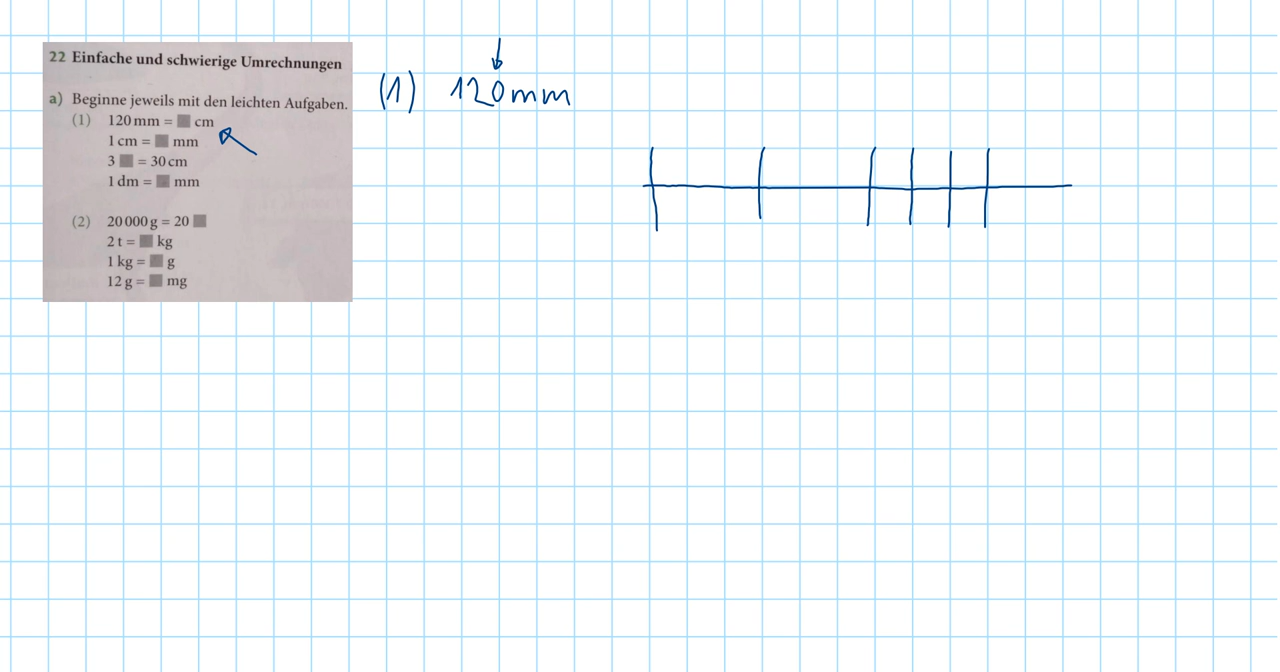 22 Einfache und schwierige Umrechnungen
a) Beginne jeweils mit den leichten Aufgaben.
(1) 120 mm = ■ cm
1 cm = ■ mm
3 ■ = 30 cm
1 dm = ■ mm
(2) 20 000 g = 20 ■
2 t = ■ kg
1 kg = ■ g
12 g = ■ mg
(1) 120mm